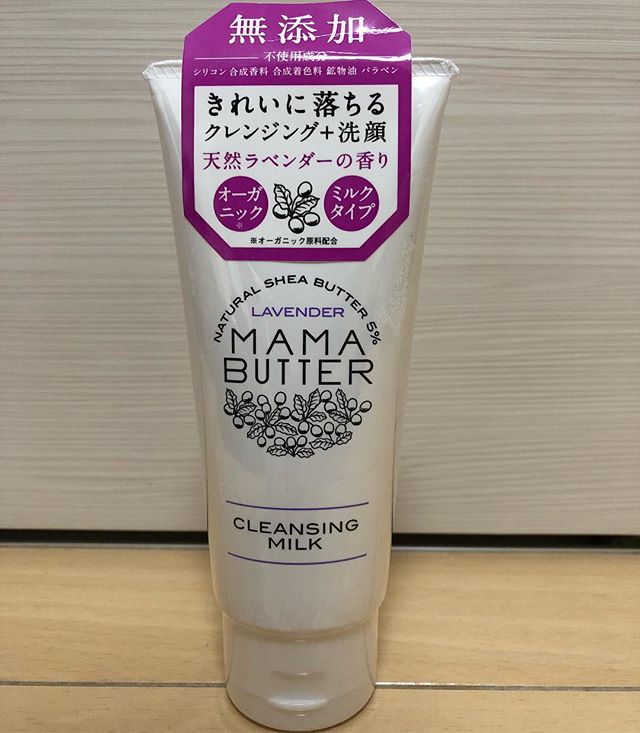 無添加
不使用成分
シリコン 合成香料 合成着色料 鉱物油 パラベン
きれいに落ちる
クレンジング+洗顔
天然ラベンダーの香り
オーガ
ニック
※
ミルク
タイプ
※オーガニック原料配合
NATURAL SHEA BUTTER 5%
LAVENDER
MAMA
BUTTER
CLEANSING
MILK